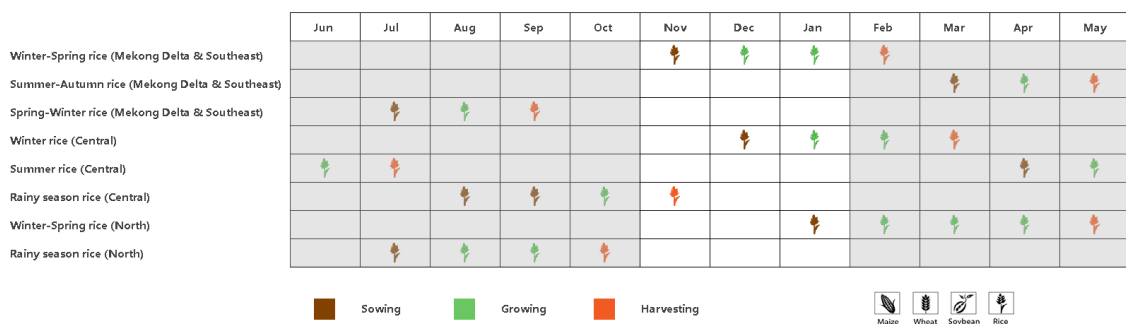 Jun Jul Aug Sep Oct Nov Dec Jan Feb Mar Apr May
Winter-Spring rice (Mekong Delta & Southeast)
Summer-Autumn rice (Mekong Delta & Southeast)
Spring-Winter rice (Mekong Delta & Southeast)
Winter rice (Central)
Summer rice (Central)
Rainy season rice (Central)
Winter-Spring rice (North)
Rainy season rice (North)
Sowing Growing Harvesting
Maize Wheat Soybean Rice